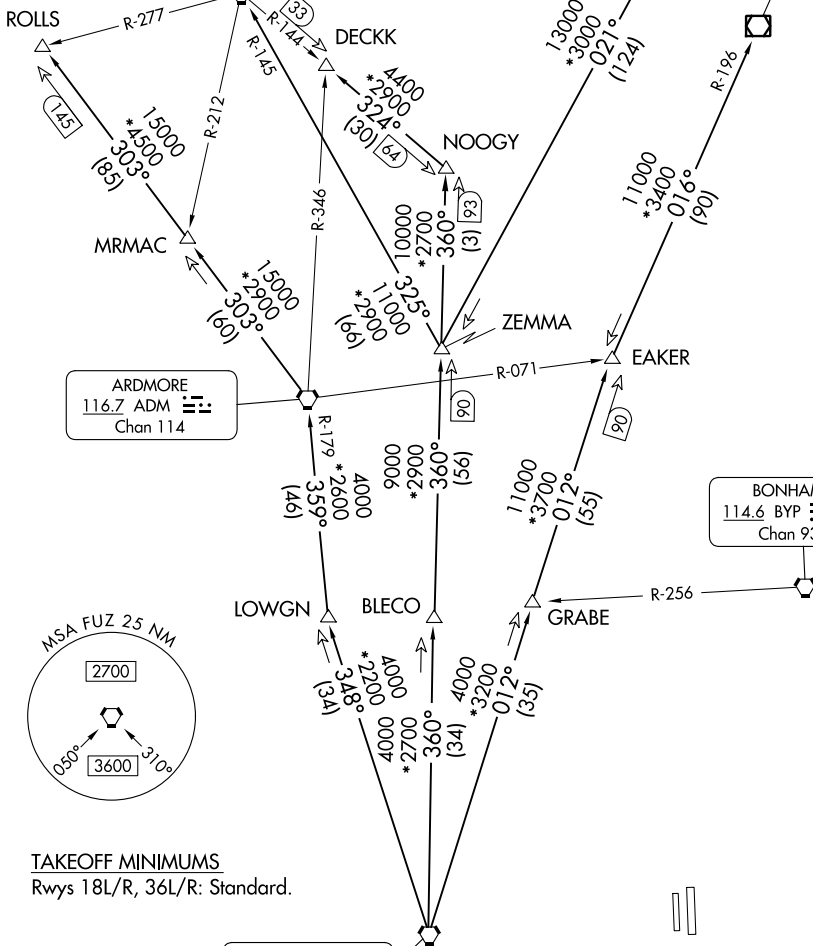 ROLLS
R-277
33
R-144
DECKK
R-145
13000
*3000
021°
(124)
R-196
145
15000
*4500
303°
(85)
R-212
4400
*2900
324°
(30)
64
NOOGY
93
11000
*3400
016°
(90)
R-346
10000
*2700
360°
(3)
MRMAC
15000
*2900
303°
(60)
325°
11000
*2900
(66)
ZEMMA
EAKER
R-071
ARDMORE
116.7 ADM
Chan 114
R-179
90
90
4000
*2600
359°
(46)
9000
*2900
360°
(56)
11000
*3700
012°
(55)
BONHAM
114.6 BYP
Chan 93
R-256
LOWGN
BLECO
GRABE
MSA FUZ 25 NM
2700
050°
310°
3600
4000
*2200
348°
(34)
4000
*2700
360°
(34)
4000
*3200
012°
(35)
TAKEOFF MINIMUMS
Rwys 18L/R, 36L/R: Standard.